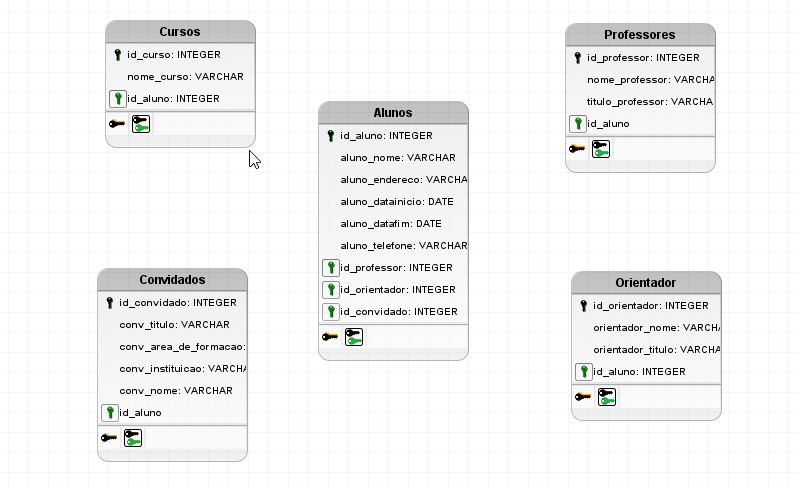 Cursos
id_curso: INTEGER
nome_curso: VARCHAR
id_aluno: INTEGER
Professores
id_professor: INTEGER
nome_professor: VARCHA
titulo_professor: VARCHA
id_aluno
Alunos
id_aluno: INTEGER
aluno_nome: VARCHAR
aluno_endereco: VARCHA
aluno_datainicio: DATE
aluno_datafim: DATE
aluno_telefone: VARCHAR
id_professor: INTEGER
id_orientador: INTEGER
id_convidado: INTEGER
Convidados
id_convidado: INTEGER
conv_titulo: VARCHAR
conv_area_de_formacao:
conv_instituicao: VARCHA
conv_nome: VARCHAR
id_aluno
Orientador
id_orientador: INTEGER
orientador_nome: VARCHA
orientador_titulo: VARCHA
id_aluno: INTEGER